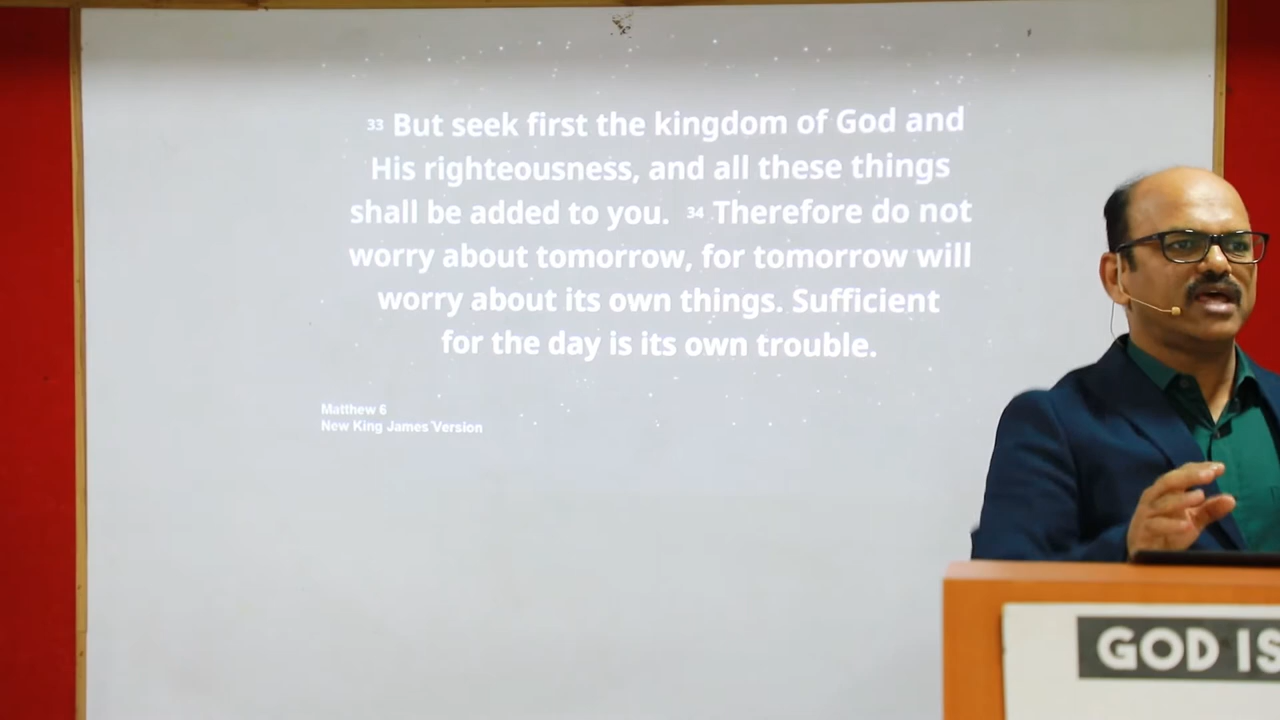 33 But seek first the kingdom of God and
His righteousness, and all these things
shall be added to you. 34 Therefore do not
worry about tomorrow, for tomorrow will
worry about its own things. Sufficient
for the day is its own trouble.
Matthew 6
New King James Version
GOD IS